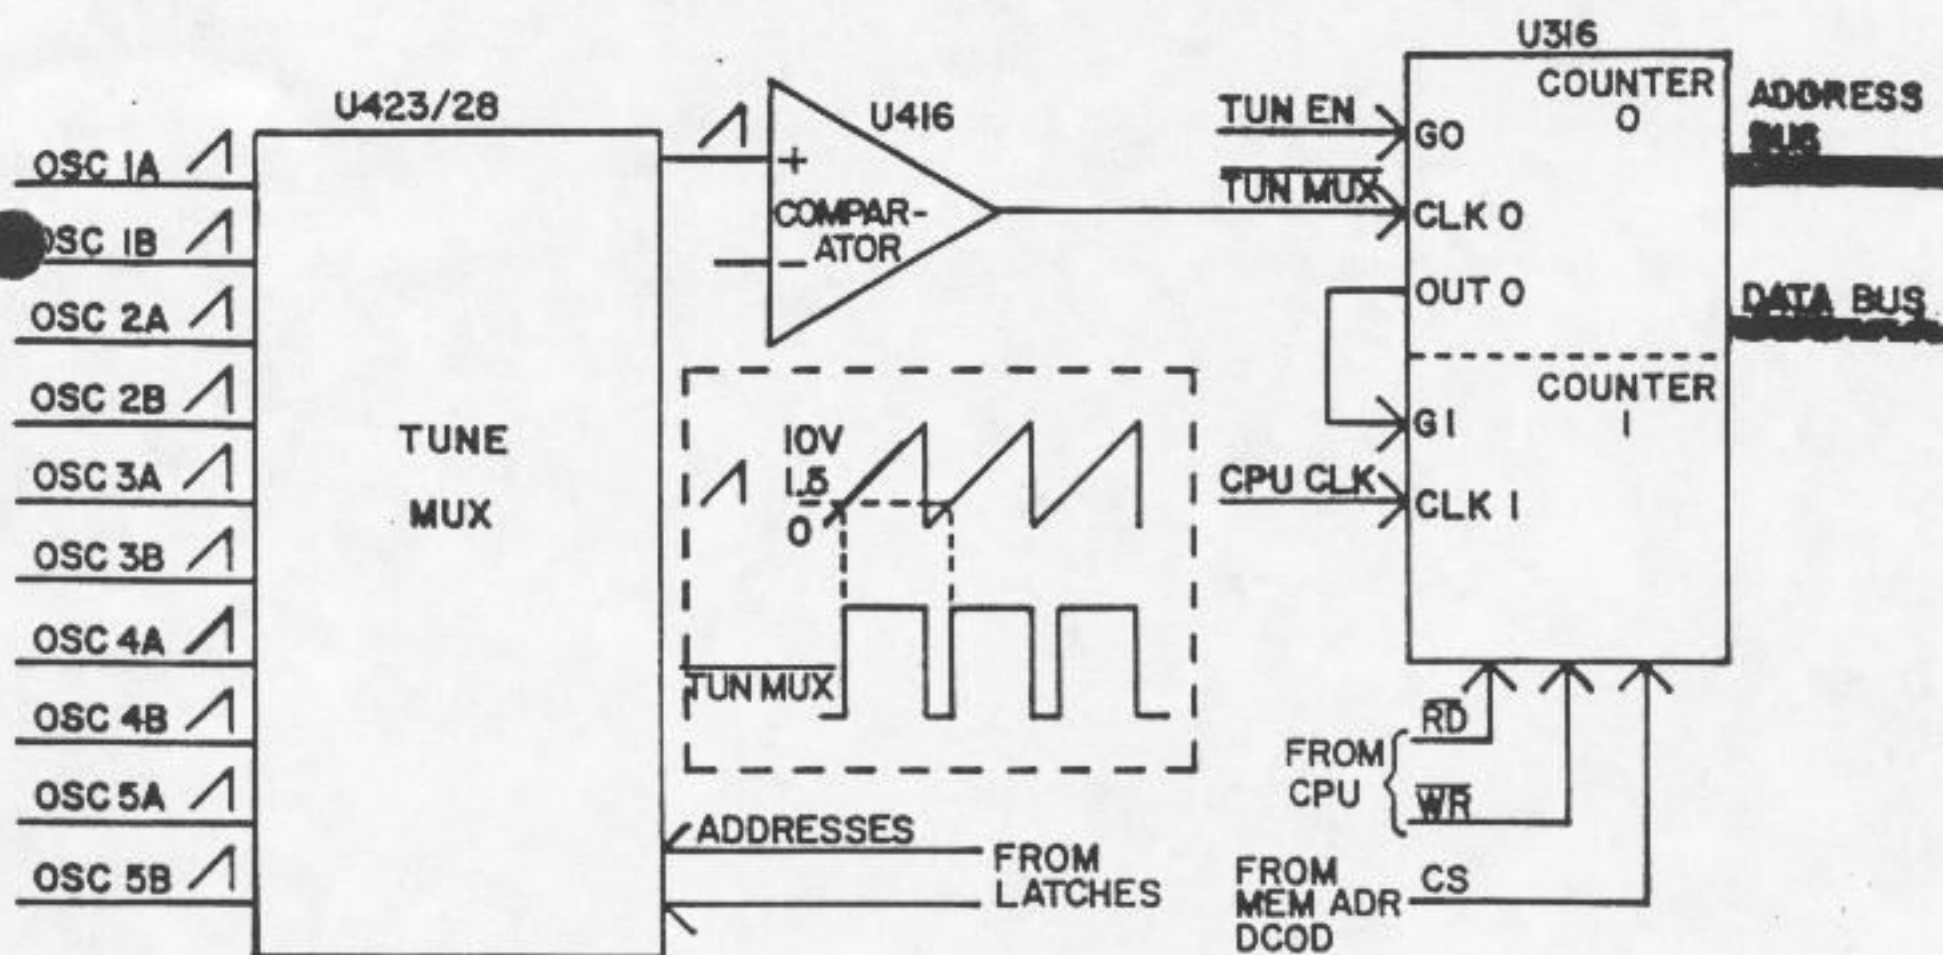 U423/28
OSC 1A
OSC 1B
OSC 2A
OSC 2B
OSC 3A
OSC 3B
OSC 4A
OSC 4B
OSC 5A
OSC 5B
TUNE
MUX
U416
+
COMPAR-
ATOR
-
10V
1.5
0
TUN MUX
ADDRESSES
FROM
LATCHES
U316
TUN EN
TUN MUX
CPU CLK
G0
CLK 0
OUT 0
G1
CLK 1
COUNTER
0
COUNTER
1
ADDRESS
BUS
DATA BUS
RD
FROM
CPU
WR
FROM
MEM ADR
DCOD
CS